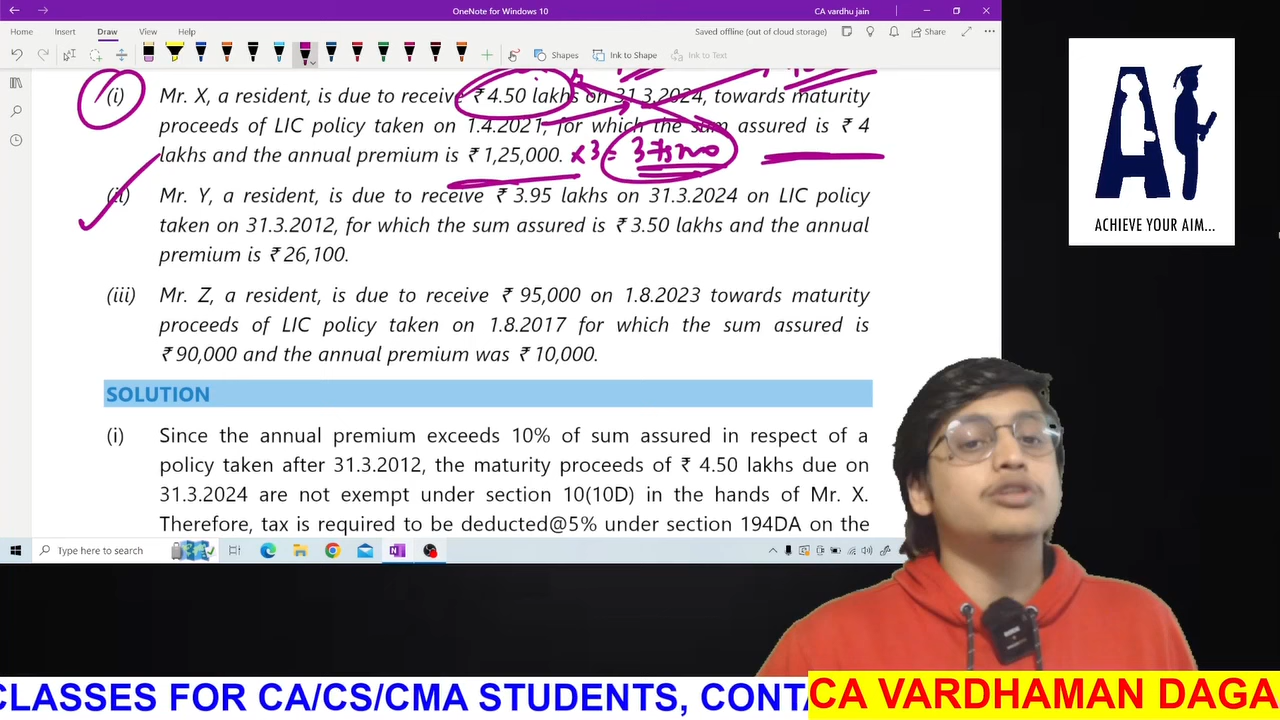 OneNote for Windows 10
CA vardhu jain
Home Insert Draw View Help
Saved offline (out of cloud storage)
Share
Shapes
Ink to Shape
Ink to Text
(i) Mr. X, a resident, is due to receive ₹ 4.50 lakhs on 31.3.2024, towards maturity
proceeds of LIC policy taken on 1.4.2021, for which the sum assured is ₹ 4
lakhs and the annual premium is ₹ 1,25,000. × 3 =
(ii) Mr. Y, a resident, is due to receive ₹ 3.95 lakhs on 31.3.2024 on LIC policy
taken on 31.3.2012, for which the sum assured is ₹ 3.50 lakhs and the annual
premium is ₹ 26,100.
(iii) Mr. Z, a resident, is due to receive ₹ 95,000 on 1.8.2023 towards maturity
proceeds of LIC policy taken on 1.8.2017 for which the sum assured is
₹ 90,000 and the annual premium was ₹ 10,000.
SOLUTION
(i) Since the annual premium exceeds 10% of sum assured in respect of a
policy taken after 31.3.2012, the maturity proceeds of ₹ 4.50 lakhs due on
31.3.2024 are not exempt under section 10(10D) in the hands of Mr. X.
Therefore, tax is required to be deducted@5% under section 194DA on the
Type here to search
ACHIEVE YOUR AIM...
CLASSES FOR CA/CS/CMA STUDENTS, CONTA
CA VARDHAMAN DAGA